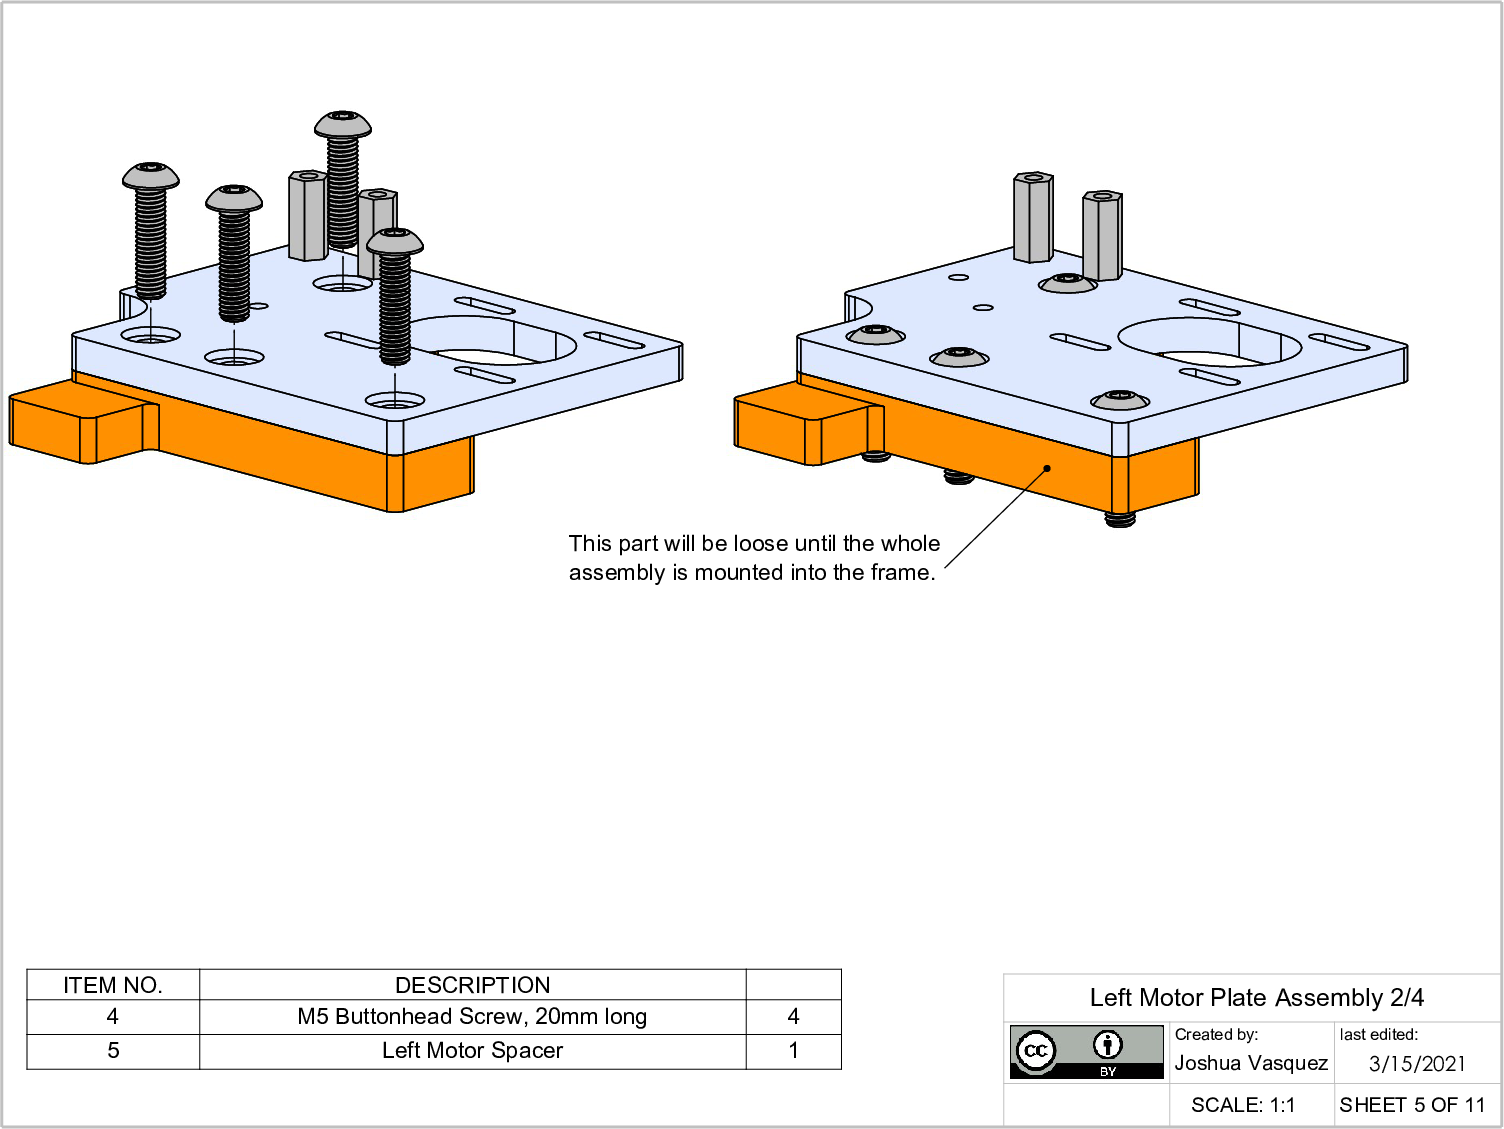 This part will be loose until the whole
assembly is mounted into the frame.
ITEM NO. DESCRIPTION
4 M5 Buttonhead Screw, 20mm long 4
5 Left Motor Spacer 1
Left Motor Plate Assembly 2/4
cc BY
Created by:
Joshua Vasquez
last edited:
3/15/2021
SCALE: 1:1
SHEET 5 OF 11